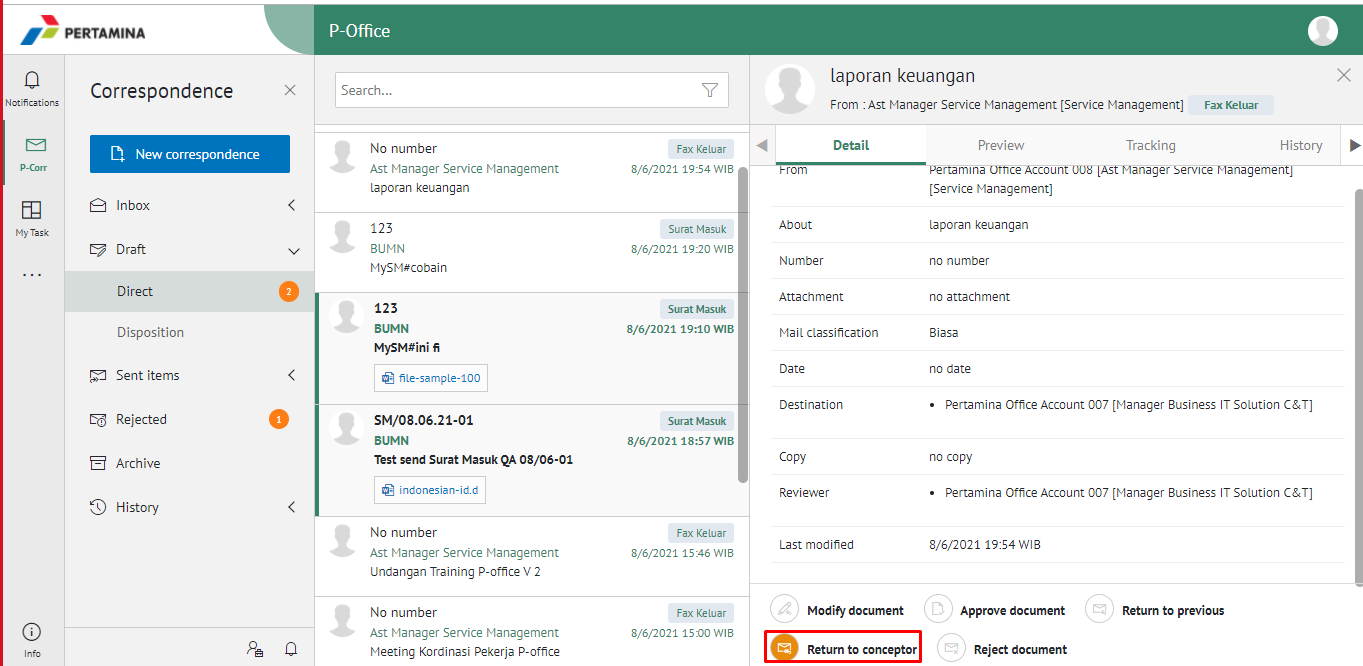 PERTAMINA
P-Office
Notifications
P-Corr
My Task
Info
Correspondence
New correspondence
Inbox
Draft
Direct
2
Disposition
Sent items
Rejected
1
Archive
History
Search...
No number
Fax Keluar
Ast Manager Service Management
8/6/2021 19:54 WIB
laporan keuangan
123
Surat Masuk
BUMN
8/6/2021 19:20 WIB
MySM#cobain
123
Surat Masuk
BUMN
8/6/2021 19:10 WIB
MySM#ini fi
file-sample-100
SM/08.06.21-01
Surat Masuk
BUMN
8/6/2021 18:57 WIB
Test send Surat Masuk QA 08/06-01
indonesian-id.d
No number
Fax Keluar
Ast Manager Service Management
8/6/2021 15:46 WIB
Undangan Training P-office V 2
No number
Fax Keluar
Ast Manager Service Management
8/6/2021 15:00 WIB
Meeting Kordinasi Pekerja P-office
laporan keuangan
From : Ast Manager Service Management [Service Management]
Fax Keluar
Detail
Preview
Tracking
History
From
Pertamina Office Account 008 [Ast Manager Service Management]
[Service Management]
About
laporan keuangan
Number
no number
Attachment
no attachment
Mail classification
Biasa
Date
no date
Destination
• Pertamina Office Account 007 [Manager Business IT Solution C&T]
Copy
no copy
Reviewer
• Pertamina Office Account 007 [Manager Business IT Solution C&T]
Last modified
8/6/2021 19:54 WIB
Modify document
Approve document
Return to previous
Return to conceptor
Reject document